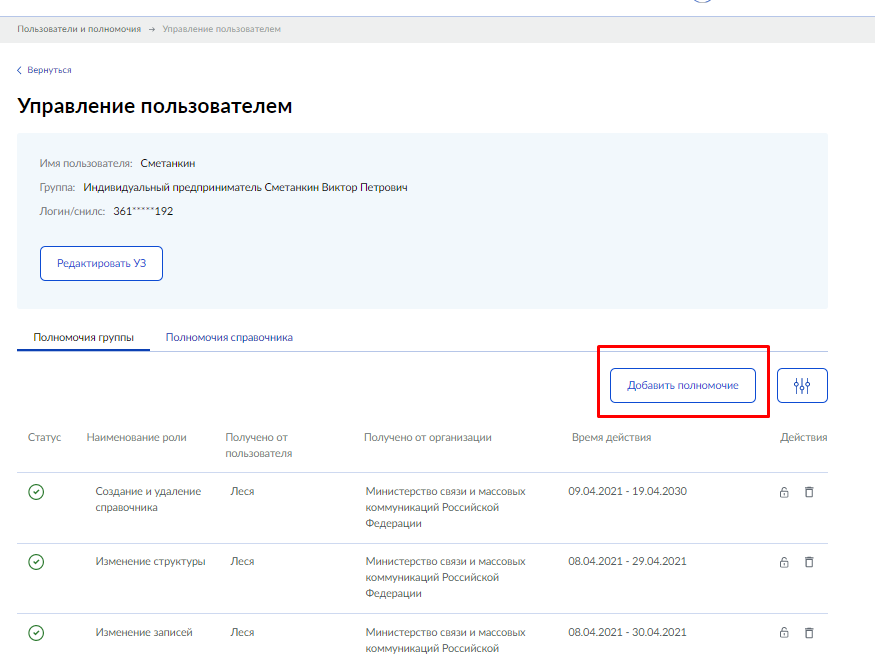 Пользователи и полномочия → Управление пользователем
Вернуться
Управление пользователем
Имя пользователя: Сметанкин
Группа: Индивидуальный предприниматель Сметанкин Виктор Петрович
Логин/снилс: 361*****192
Редактировать УЗ
Полномочия группы Полномочия справочника
Добавить полномочие
Статус Наименование роли Получено от пользователя Получено от организации Время действия Действия
Создание и удаление справочника Леся Министерство связи и массовых коммуникаций Российской Федерации 09.04.2021 - 19.04.2030
Изменение структуры Леся Министерство связи и массовых коммуникаций Российской Федерации 08.04.2021 - 29.04.2021
Изменение записей Леся Министерство связи и массовых коммуникаций Российской 08.04.2021 - 30.04.2021